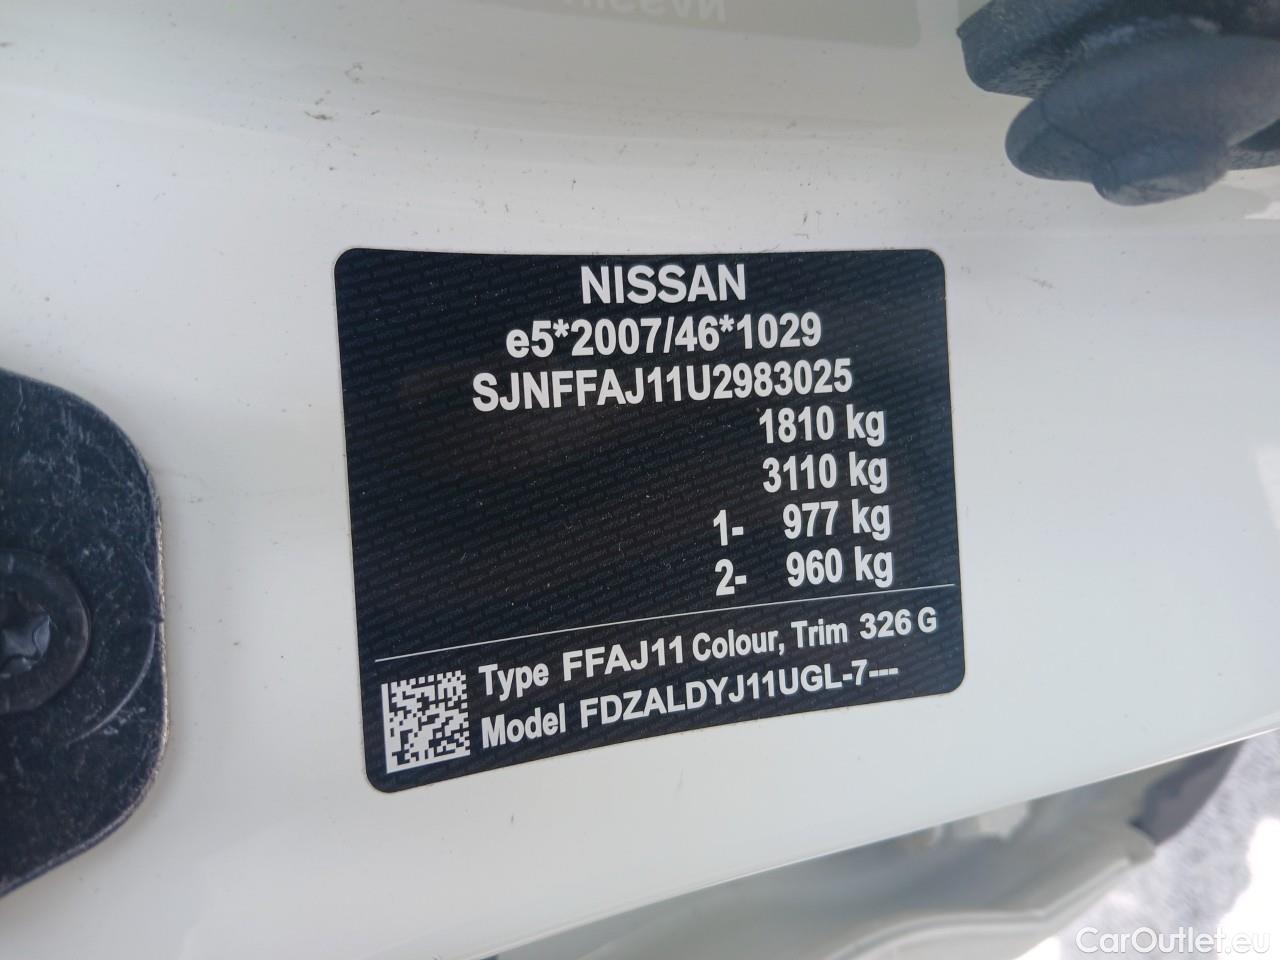 NISSAN
e5*2007/46*1029
SJNFFAJ11U2983025
1810 kg
3110 kg
1- 977 kg
2- 960 kg
Type FFAJ11 Colour, Trim 326 G
Model FDZALDYJ11UGL-7---
CarOutlet.eu